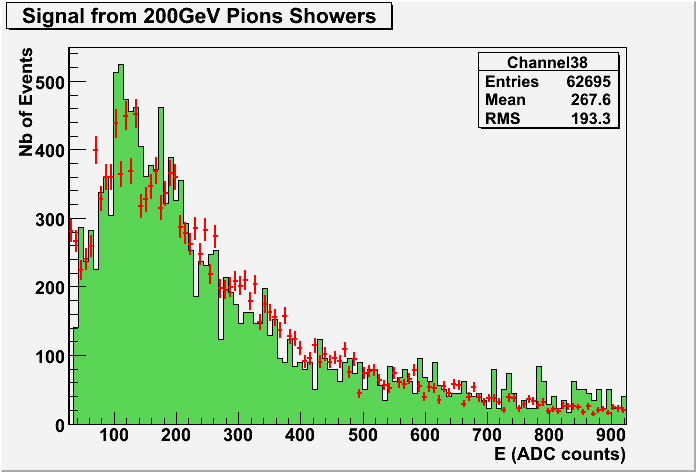 Signal from 200GeV Pions Showers
Nb of Events
Channel38
Entries 62695
Mean 267.6
RMS 193.3
500
400
300
200
100
0
100 200 300 400 500 600 700 800 900
E (ADC counts)